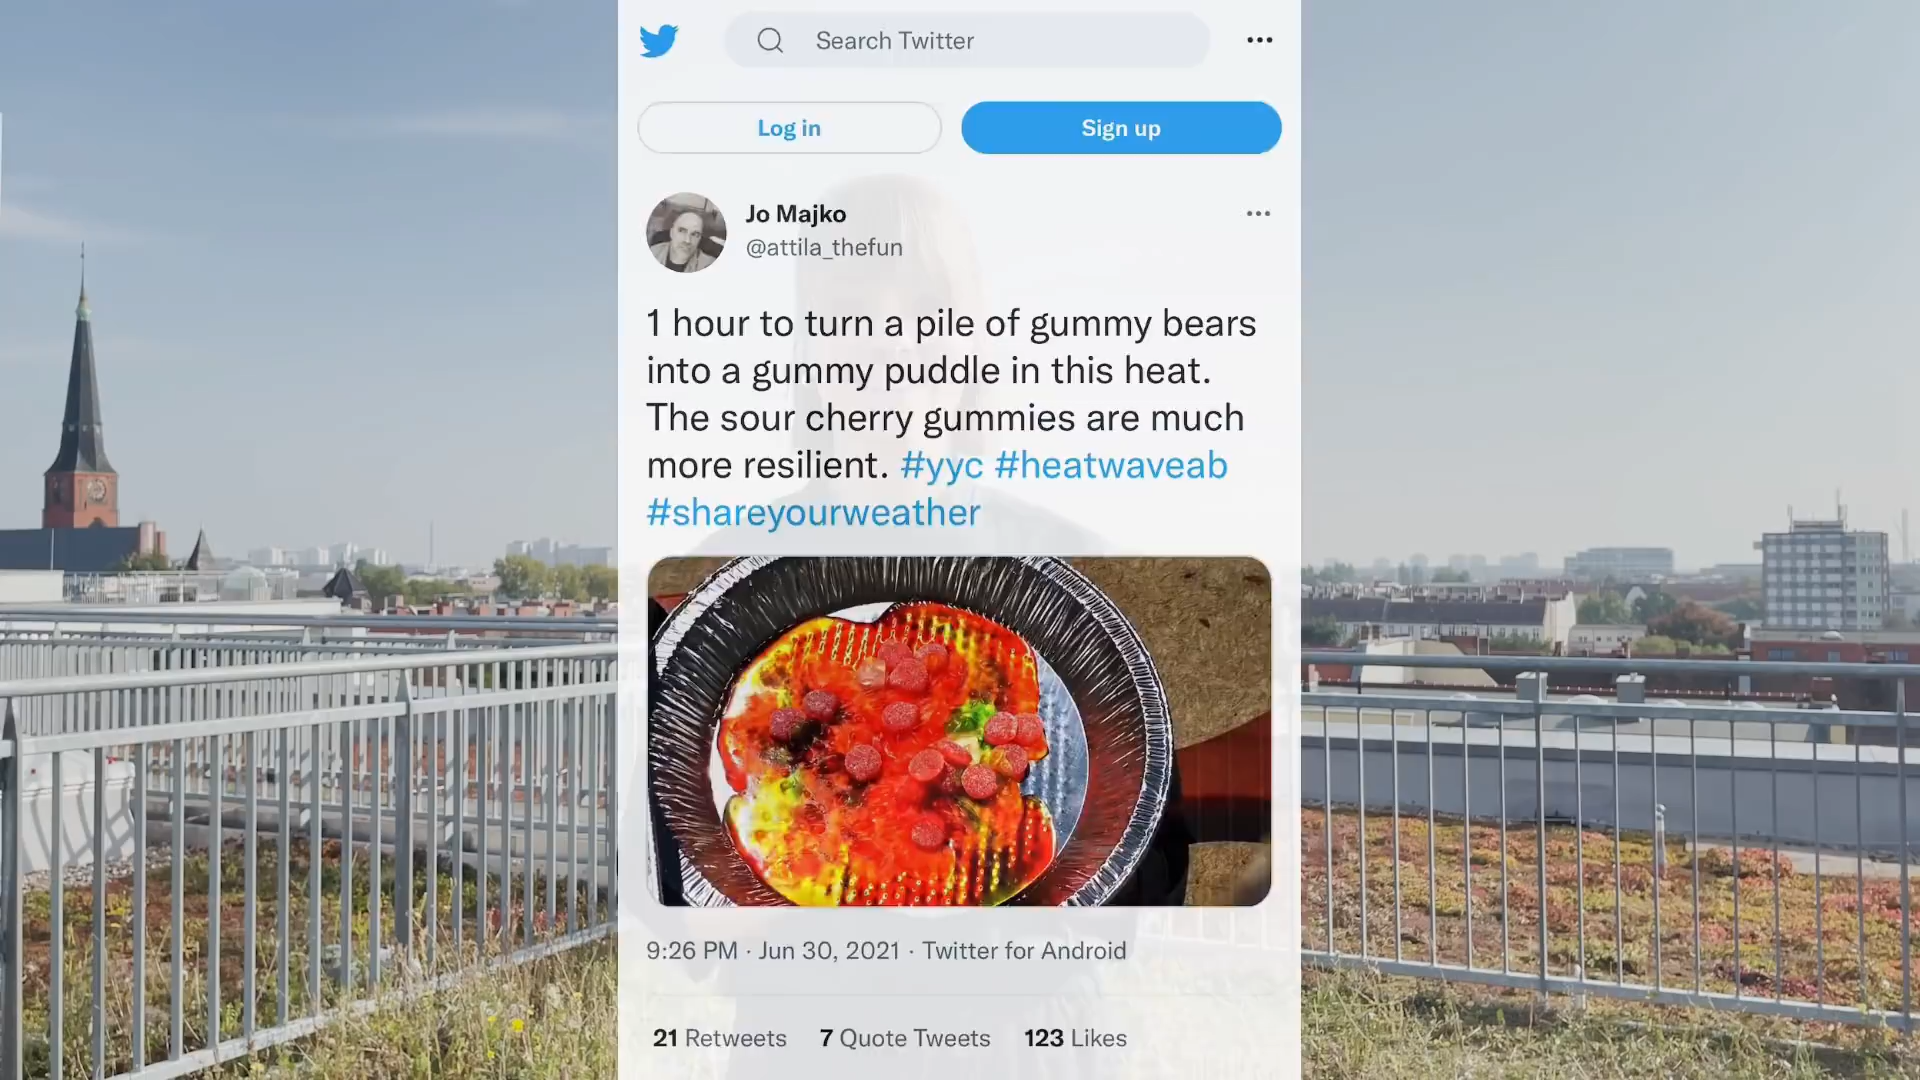 Search Twitter
Log in
Sign up
Jo Majko
@attila_thefun
1 hour to turn a pile of gummy bears
into a gummy puddle in this heat.
The sour cherry gummies are much
more resilient. #yyc #heatwaveab
#shareyourweather
9:26 PM · Jun 30, 2021 · Twitter for Android
21 Retweets 7 Quote Tweets 123 Likes